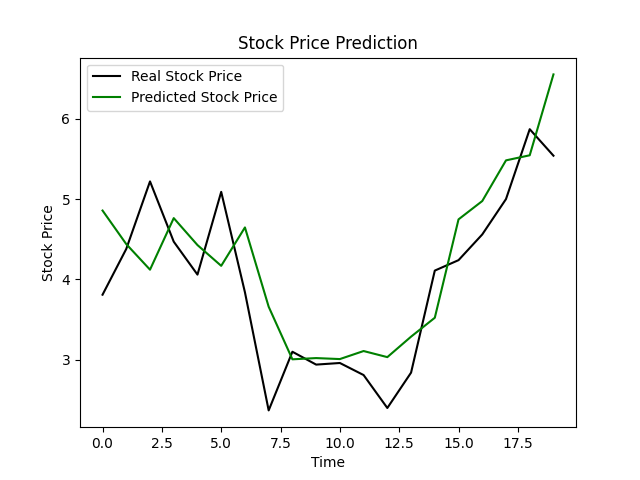 Stock Price Prediction
Real Stock Price
Predicted Stock Price
Stock Price
6
5
4
3
0.0 2.5 5.0 7.5 10.0 12.5 15.0 17.5
Time